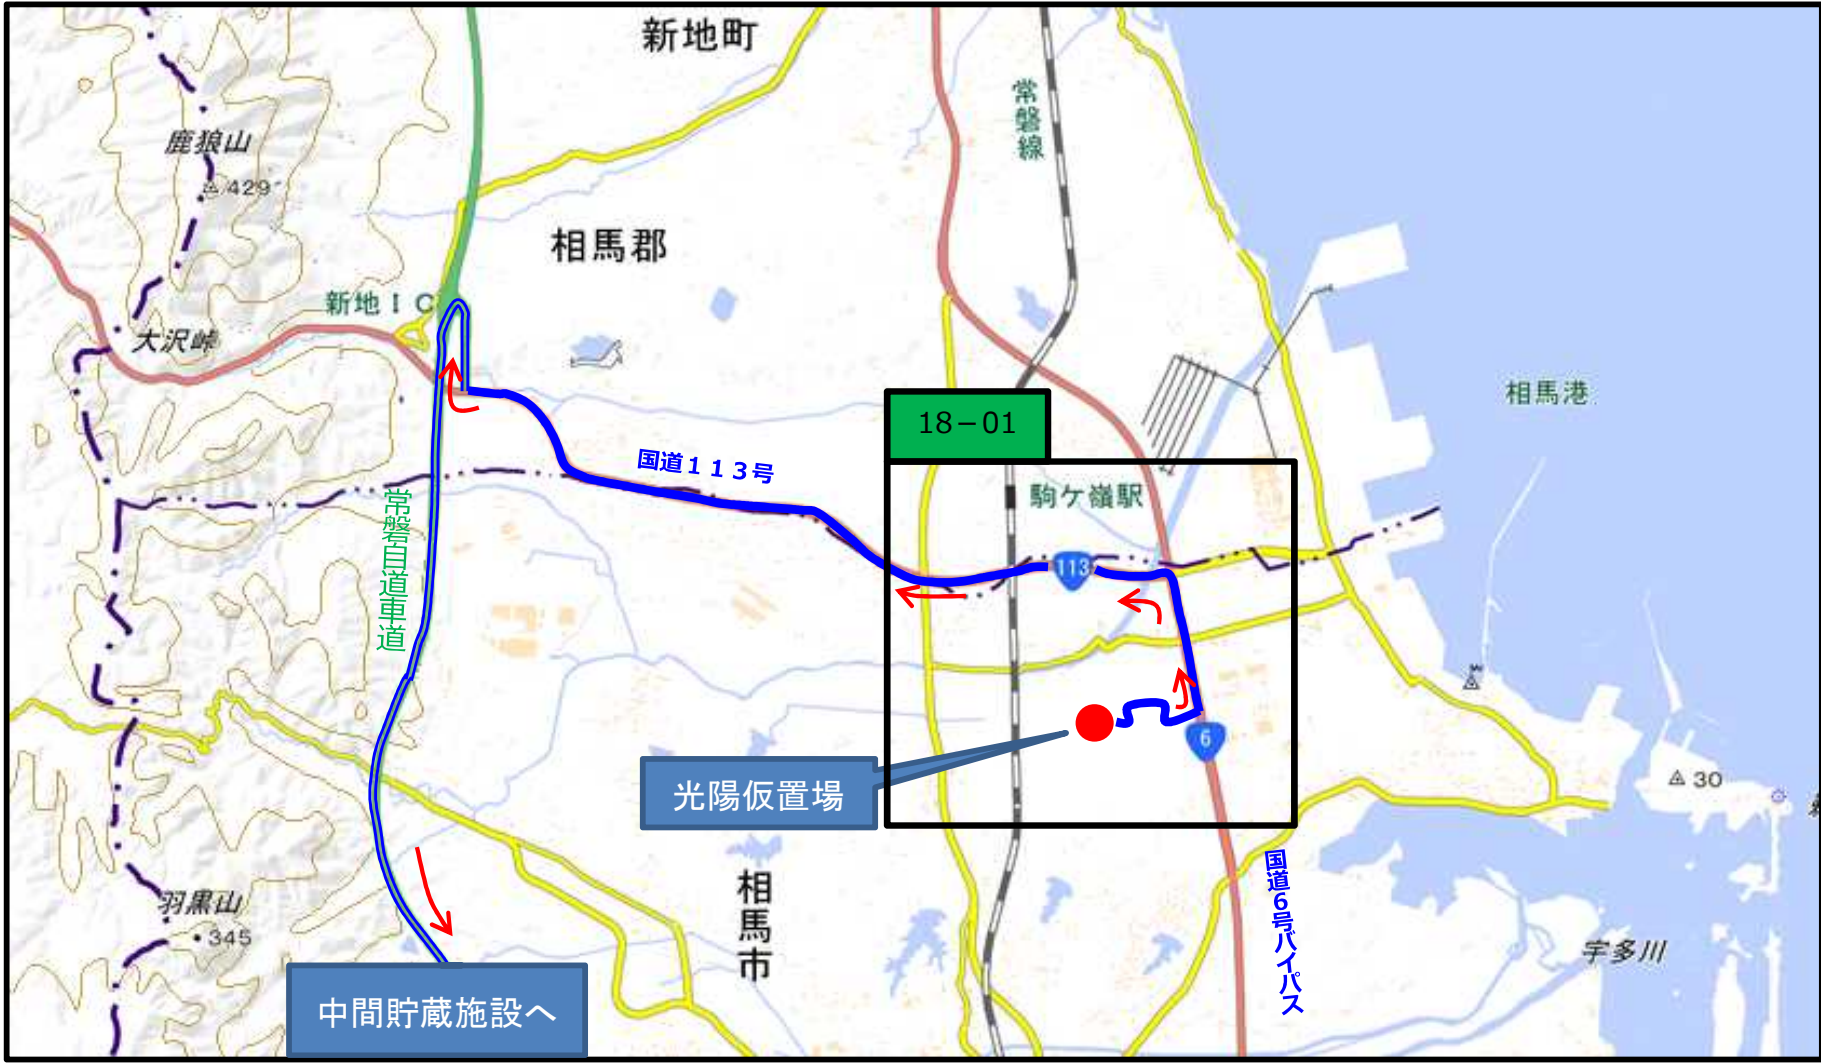 新地町
常磐線
鹿狼山
429
相馬郡
新地IC
大沢峠
相馬港
18-01
国道113号
駒ケ嶺駅
常磐自道車道
113
6
光陽仮置場
30
国道6号バイパス
羽黒山
345
相馬市
宇多川
中間貯蔵施設へ